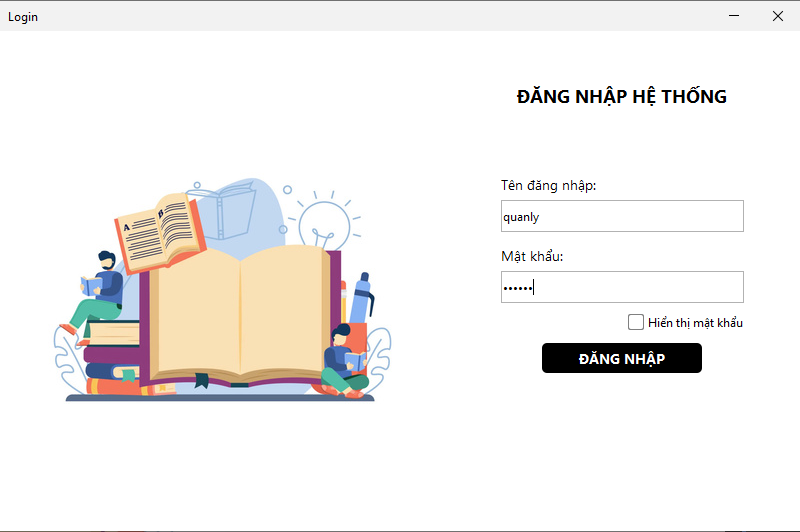 Login
ĐĂNG NHẬP HỆ THỐNG
Tên đăng nhập:
quanly
Mật khẩu:
••••••
Hiển thị mật khẩu
ĐĂNG NHẬP
A
B